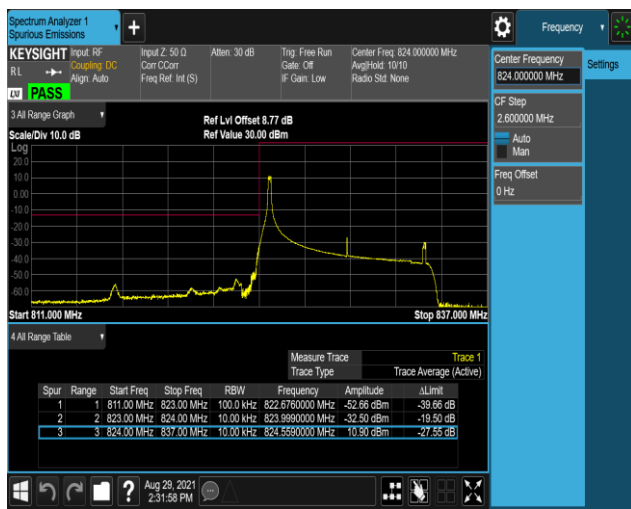 Spectrum Analyzer 1
Spurious Emissions
Frequency
KEYSIGHT Input: RF Input Z: 50 Ω Atten: 30 dB Trig: Free Run Center Freq: 824.000000 MHz
RL Coupling: DC Corr CCorr Gate: Off Avg|Hold: 10/10
Align: Auto Freq Ref: Int (S) IF Gain: Low Radio Std: None
LXI PASS
3 All Range Graph
Ref Lvl Offset 8.77 dB
Scale/Div 10.0 dB Ref Value 30.00 dBm
Log
20.0
10.0
0.00
-10.0
-20.0
-30.0
-40.0
-50.0
-60.0
Start 811.000 MHz Stop 837.000 MHz
4 All Range Table
Measure Trace Trace 1
Trace Type Trace Average (Active)
Spur Range Start Freq Stop Freq RBW Frequency Amplitude ΔLimit
1 1 811.00 MHz 823.00 MHz 100.0 kHz 822.6760000 MHz -52.66 dBm -39.66 dB
2 2 823.00 MHz 824.00 MHz 10.00 kHz 823.9990000 MHz -32.50 dBm -19.50 dB
3 3 824.00 MHz 837.00 MHz 10.00 kHz 824.5590000 MHz 10.90 dBm -27.55 dB
Aug 29, 2021
2:31:58 PM
Center Frequency
824.000000 MHz
Settings
CF Step
2.600000 MHz
Auto
Man
Freq Offset
0 Hz